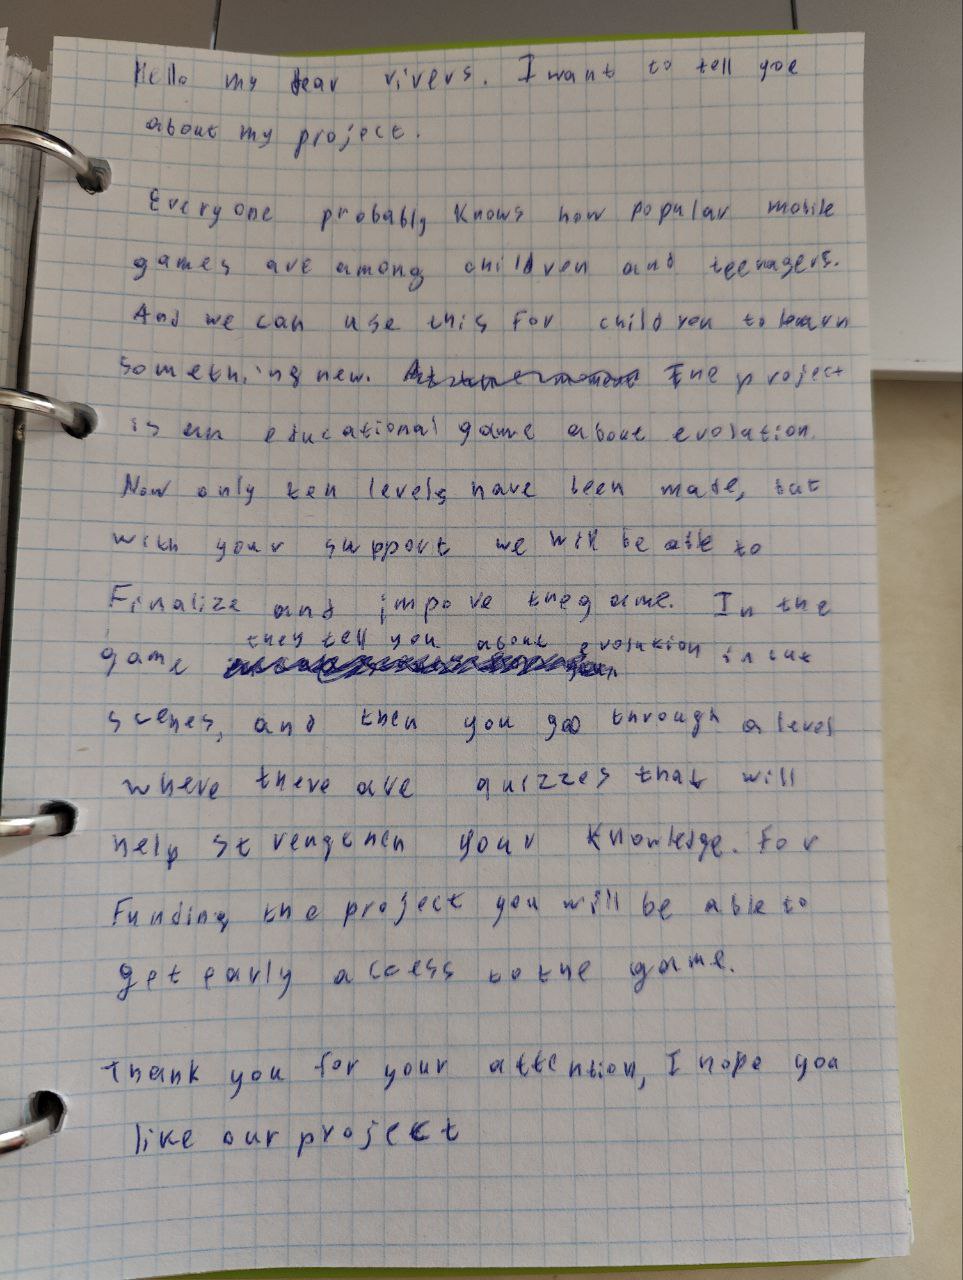 Hello my dear rivers. I want to tell you
about my project.
Everyone probably knows how popular mobile
games are among children and teenagers.
And we can use this for children to learn
something new. The project
is an educational game about evolution.
Now only ten levels have been made, but
with your support we will be able to
Finalize and impove the game. In the
they tell you about evolution in cut
game
scenes, and then you go through a level
where there are quizzes that will
help strengehen your knowledge. For
Funding the project you will be able to
get early access to the game.
Thank you for your attention, I hope you
like our project